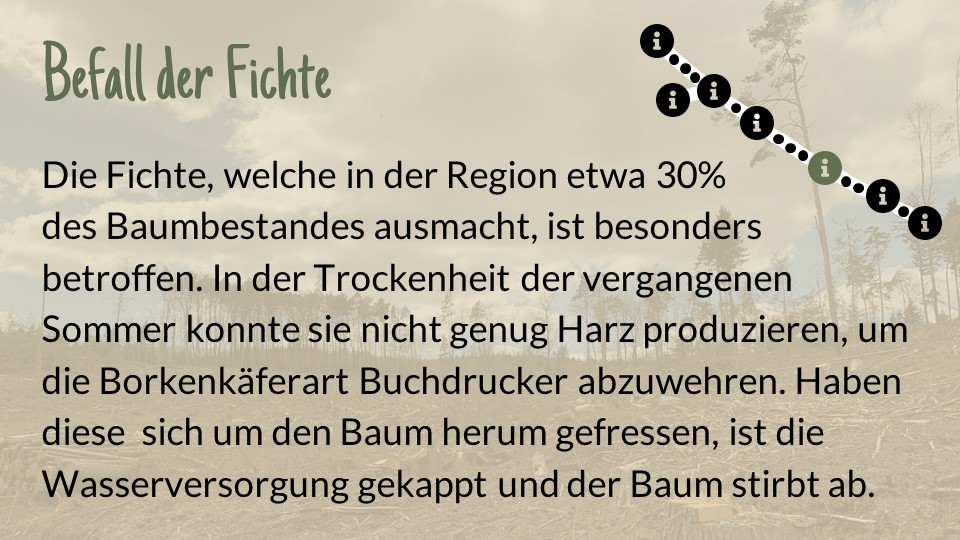 Befall der Fichte
Die Fichte, welche in der Region etwa 30%
des Baumbestandes ausmacht, ist besonders
betroffen. In der Trockenheit der vergangenen
Sommer konnte sie nicht genug Harz produzieren, um
die Borkenkäferart Buchdrucker abzuwehren. Haben
diese  sich um den Baum herum gefressen, ist die
Wasserversorgung gekappt und der Baum stirbt ab.